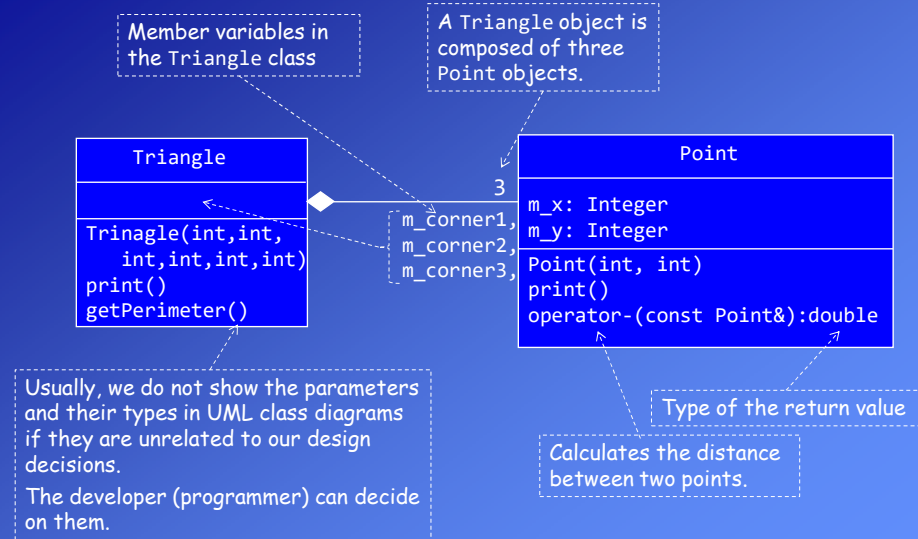 Member variables in
the Triangle class
A Triangle object is
composed of three
Point objects.
Triangle
Trinagle(int,int,
int,int,int,int)
print()
getPerimeter()
3
m_corner1,
m_corner2,
m_corner3,
Point
m_x: Integer
m_y: Integer
Point(int, int)
print()
operator-(const Point&):double
Usually, we do not show the parameters
and their types in UML class diagrams
if they are unrelated to our design
decisions.
The developer (programmer) can decide
on them.
Type of the return value
Calculates the distance
between two points.